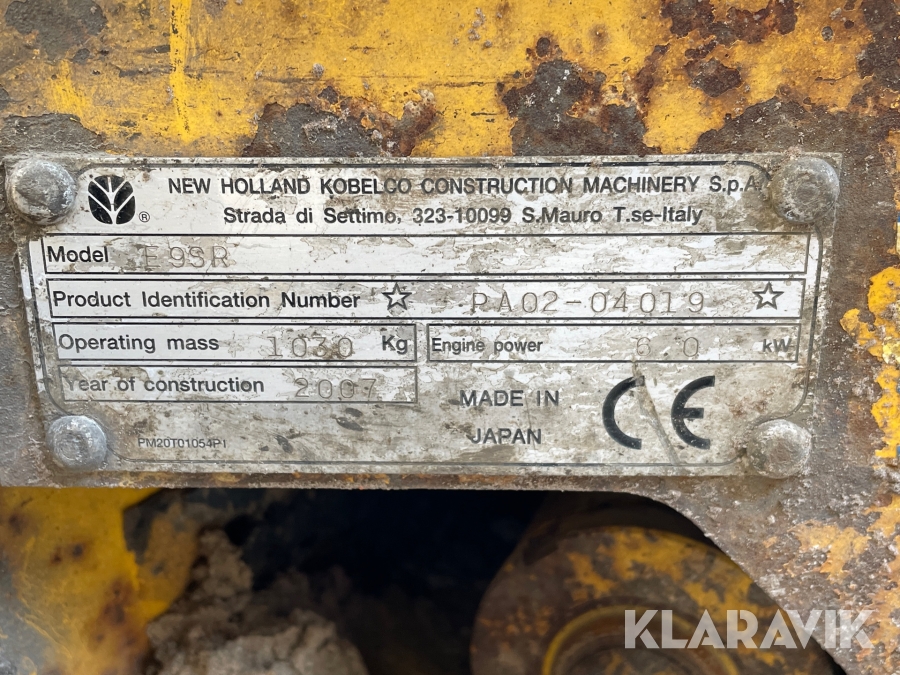 NEW HOLLAND KOBELCO CONSTRUCTION MACHINERY S.p.A.
®
Strada di Settimo, 323-10099 S.Mauro T.se-Italy
Model E9SR
Product Identification Number ☆ PA02-04019 ☆
Operating mass 1030 Kg
Engine power 6.0 kW
Year of construction 2007
MADE IN
JAPAN
CE
PM20T01054P1
KLARAVIK